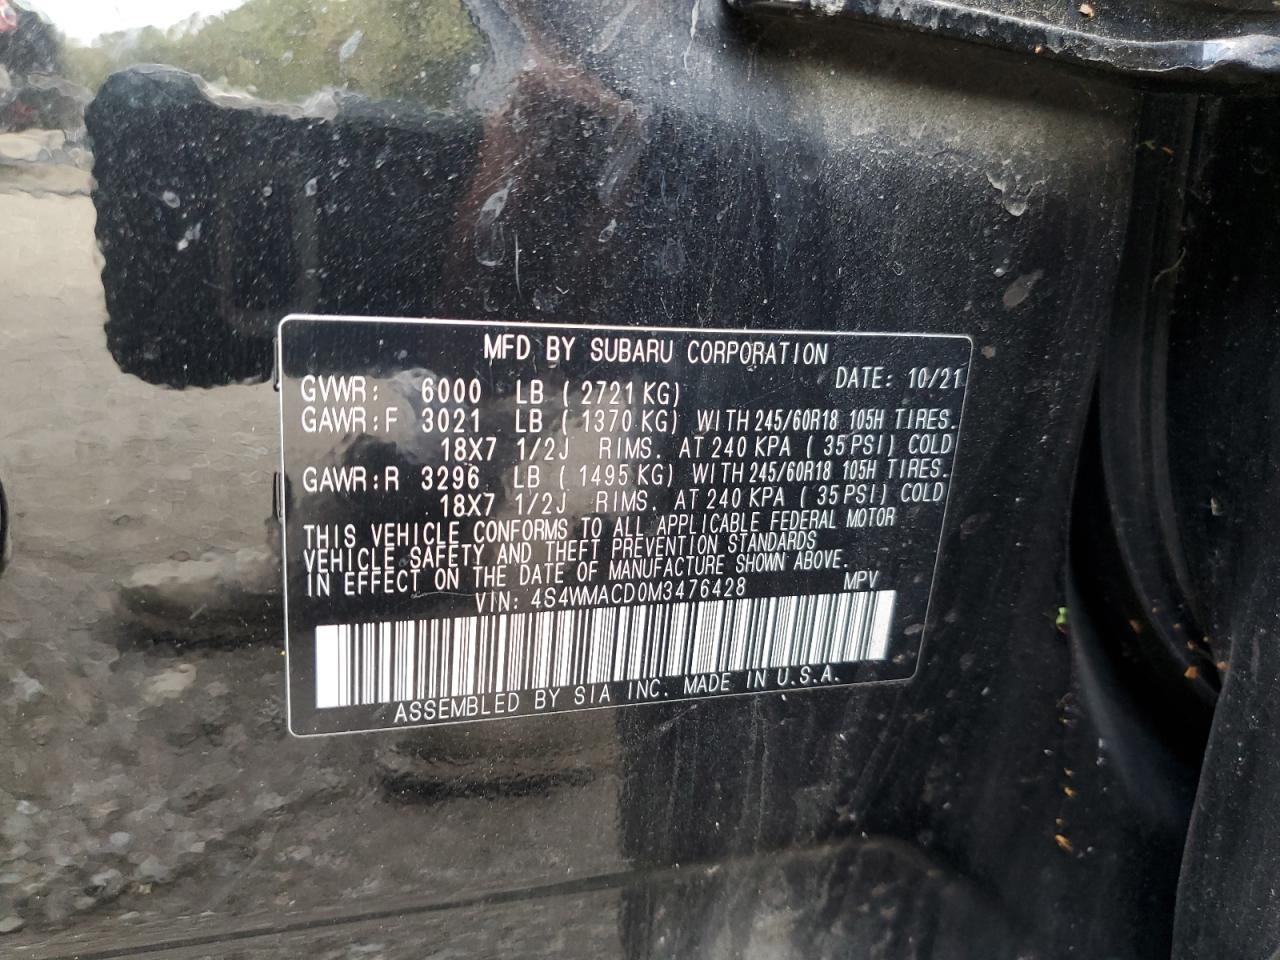 MFD BY SUBARU CORPORATION
GVWR: 6000 LB (2721 KG) DATE: 10/21
GAWR:F 3021 LB (1370 KG) WITH 245/60R18 105H TIRES.
18X7 1/2J RIMS. AT 240 KPA (35 PSI) COLD
GAWR:R 3296 LB (1495 KG) WITH 245/60R18 105H TIRES.
18X7 1/2J RIMS. AT 240 KPA (35 PSI) COLD
THIS VEHICLE CONFORMS TO ALL APPLICABLE FEDERAL MOTOR
VEHICLE SAFETY AND THEFT PREVENTION STANDARDS
IN EFFECT ON THE DATE OF MANUFACTURE SHOWN ABOVE.
VIN: 4S4WMACD0M3476428 MPV
ASSEMBLED BY SIA INC. MADE IN U.S.A.